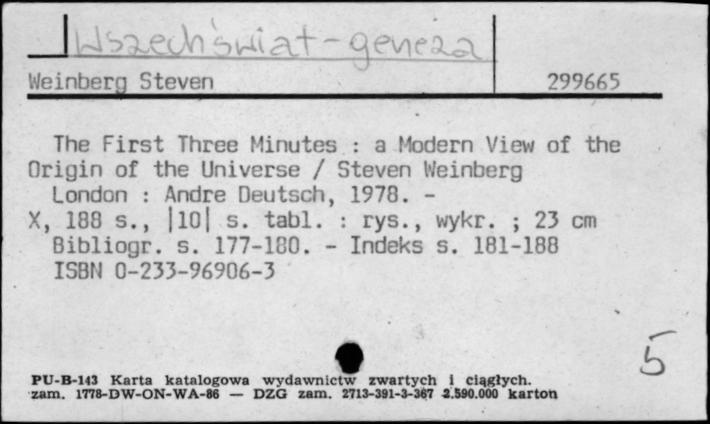 Wszechświat - geneza
Weinberg Steven 299665
The First Three Minutes : a Modern View of the
Origin of the Universe / Steven Weinberg
London : Andre Deutsch, 1978. -
X, 188 s., |10| s. tabl. : rys., wykr. ; 23 cm
Bibliogr. s. 177-180. - Indeks s. 181-188
ISBN 0-233-96906-3
5
PU-B-143 Karta katalogowa wydawnictw zwartych i ciągłych.
zam. 1778-DW-ON-WA-86 — DZG zam. 2713-391-3-367 2.590.000 karton